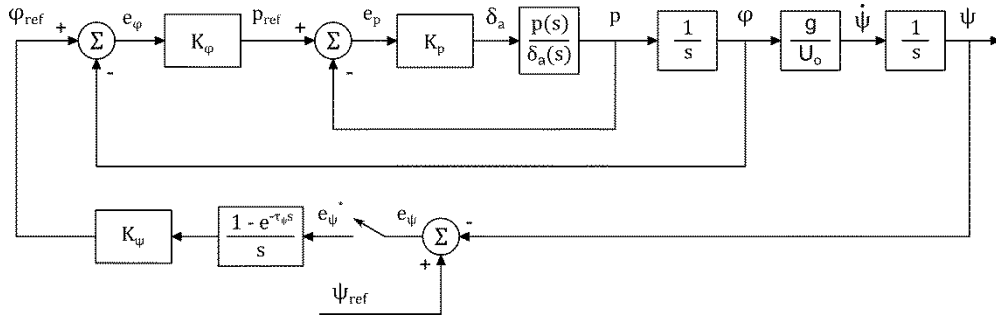 φref + Σ eφ Kφ pref + Σ ep Kp δa p(s) / δa(s) p 1 / s φ g / Uo ψ̇ 1 / s ψ
-
-
Kψ 1 - e^-τψs / s eψ* eψ Σ -
+
ψref